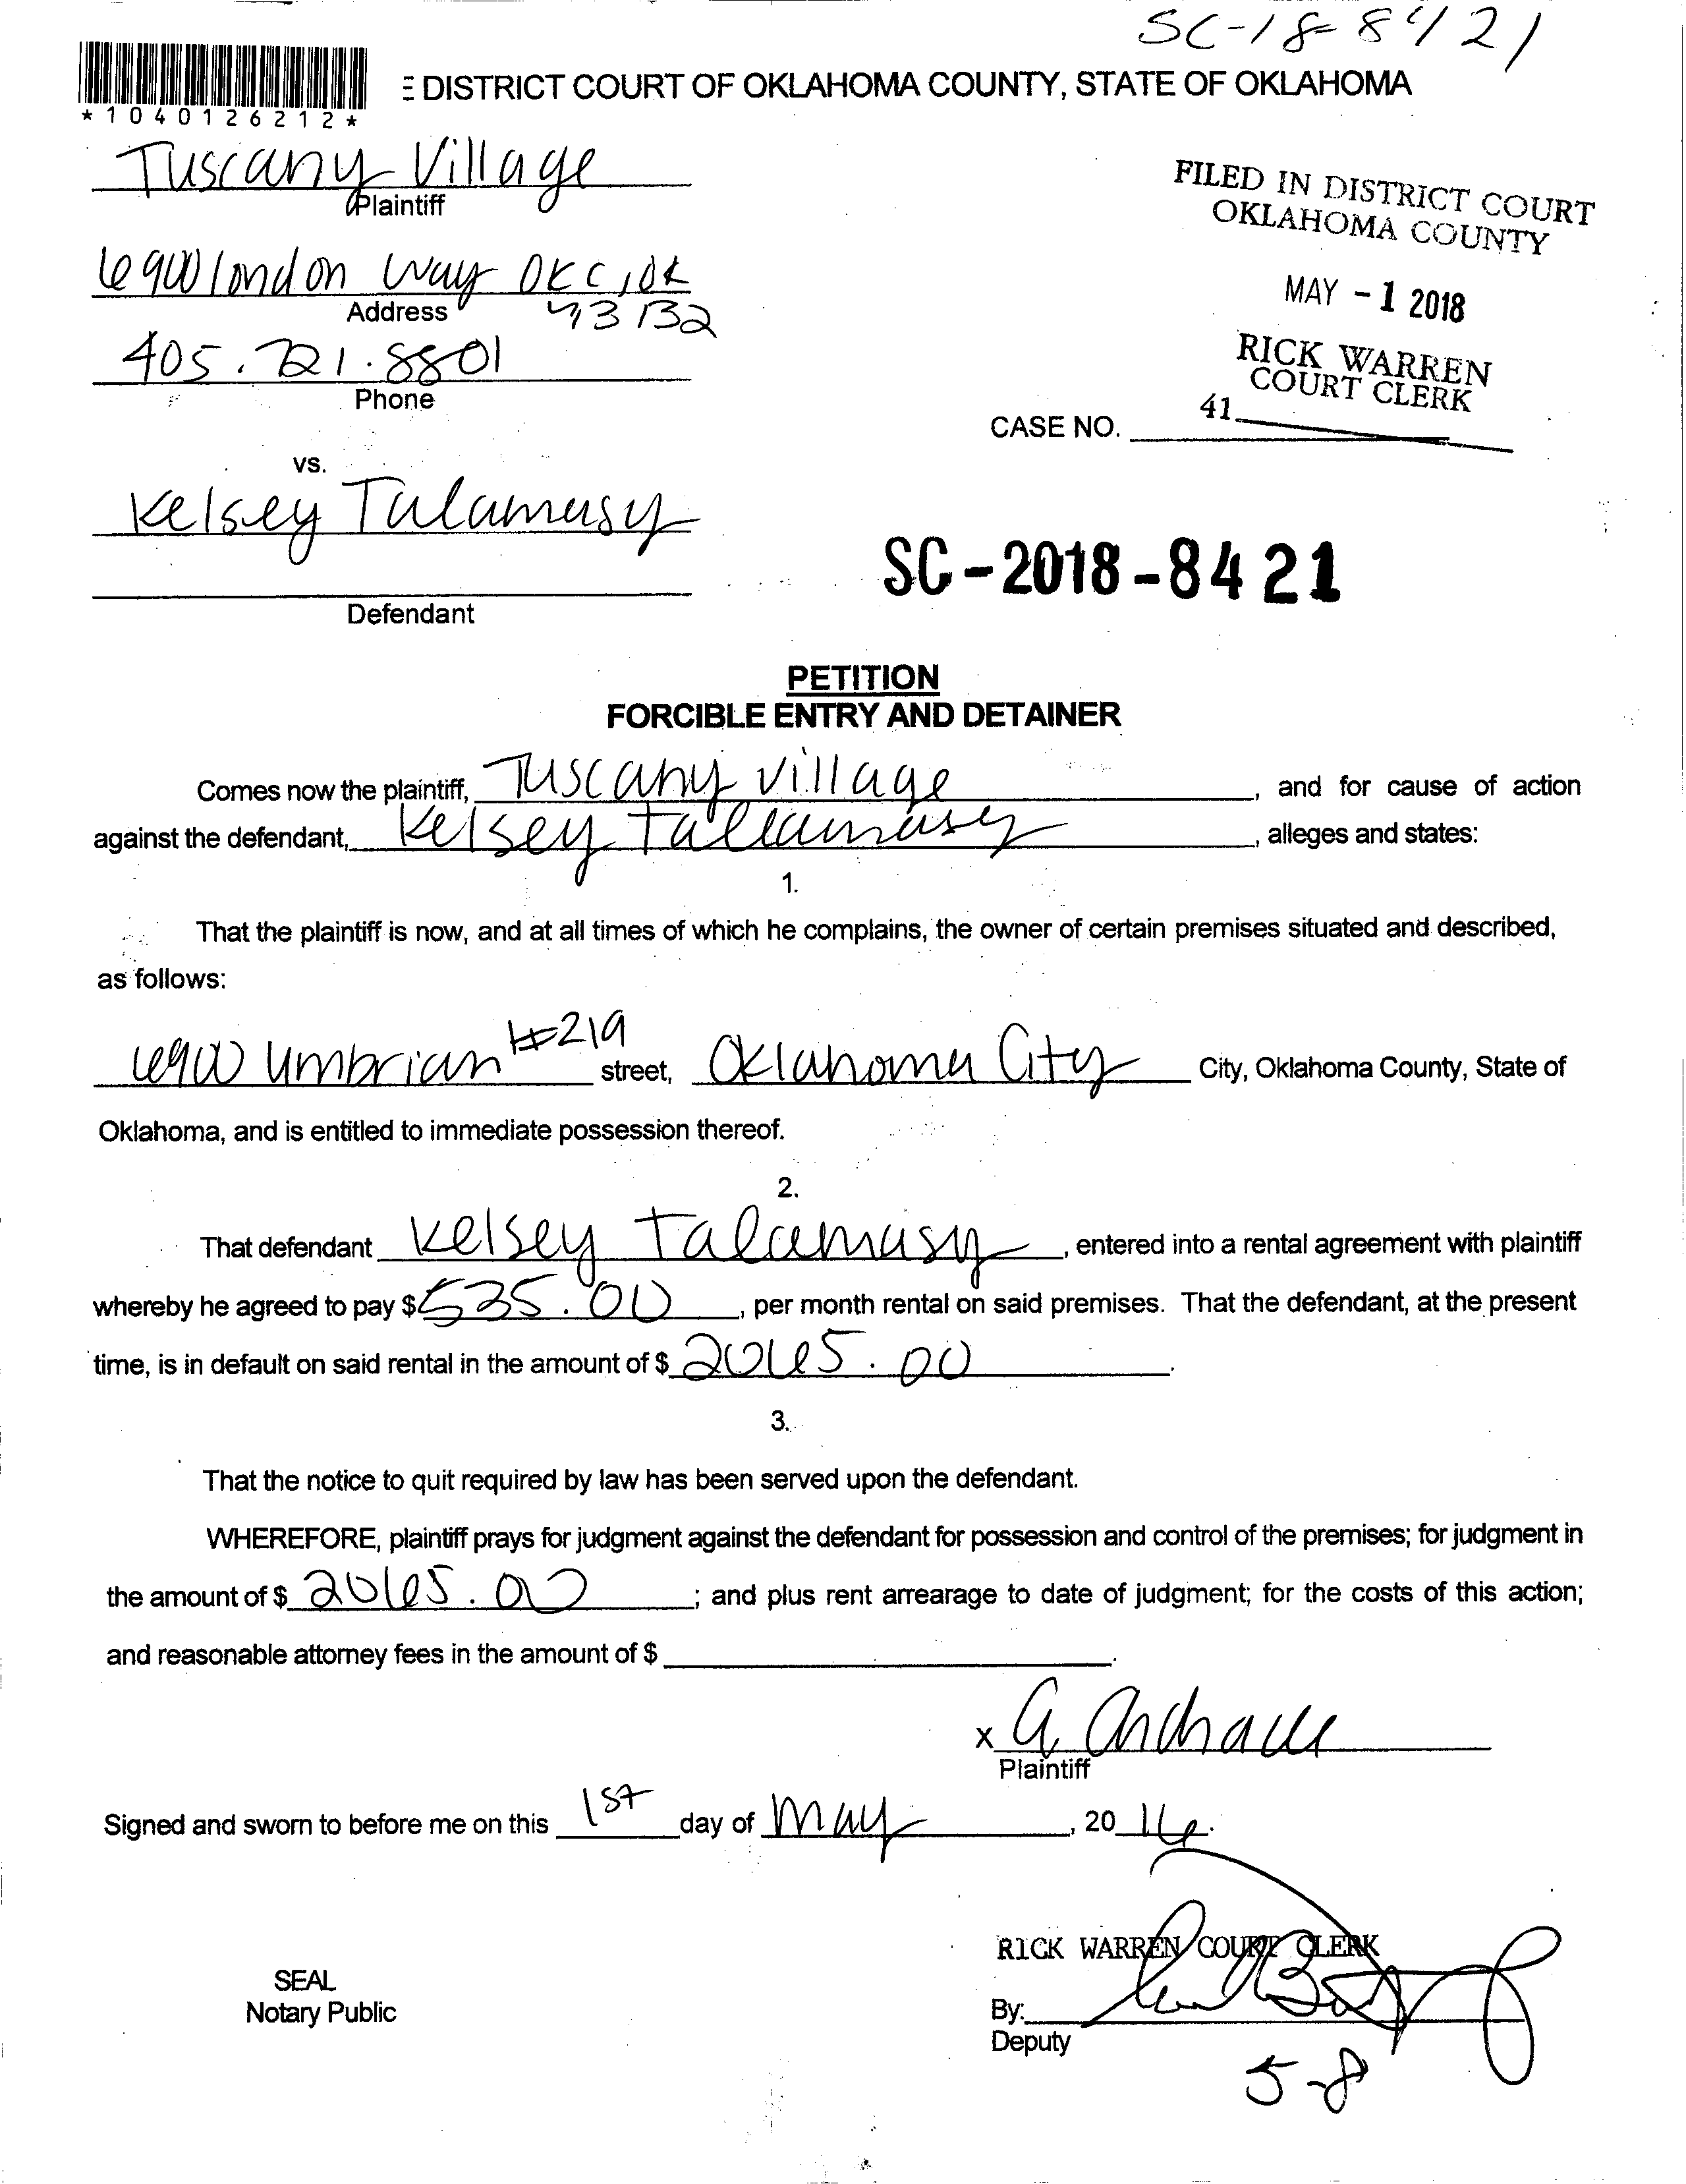 SC-18-8421
*1040126212*
E DISTRICT COURT OF OKLAHOMA COUNTY, STATE OF OKLAHOMA
Tuscany Village
Plaintiff
FILED IN DISTRICT COURT
OKLAHOMA COUNTY
6900 london way OKC, OK
Address
73132
MAY - 1 2018
405.721.8801
Phone
RICK WARREN
COURT CLERK
41
CASE NO.
vs.
Kelsey Talamasy
SC-2018-8421
Defendant
PETITION
FORCIBLE ENTRY AND DETAINER
Comes now the plaintiff, Tuscany village, and for cause of action
against the defendant, Kelsey Tallamasy, alleges and states:
1.
That the plaintiff is now, and at all times of which he complains, the owner of certain premises situated and described,
as follows:
6900 umbrian #219 street, Oklahoma City City, Oklahoma County, State of
Oklahoma, and is entitled to immediate possession thereof.
2.
That defendant Kelsey Talamasy, entered into a rental agreement with plaintiff
whereby he agreed to pay $535.00, per month rental on said premises. That the defendant, at the present
time, is in default on said rental in the amount of $2065.00.
3.
That the notice to quit required by law has been served upon the defendant.
WHEREFORE, plaintiff prays for judgment against the defendant for possession and control of the premises; for judgment in
the amount of $2065.00; and plus rent arrearage to date of judgment; for the costs of this action;
and reasonable attorney fees in the amount of $.
x G. Andrade
Plaintiff
Signed and sworn to before me on this 1st day of May, 2016.
RICK WARREN COURT CLERK
SEAL
Notary Public
By:
Deputy
5-8